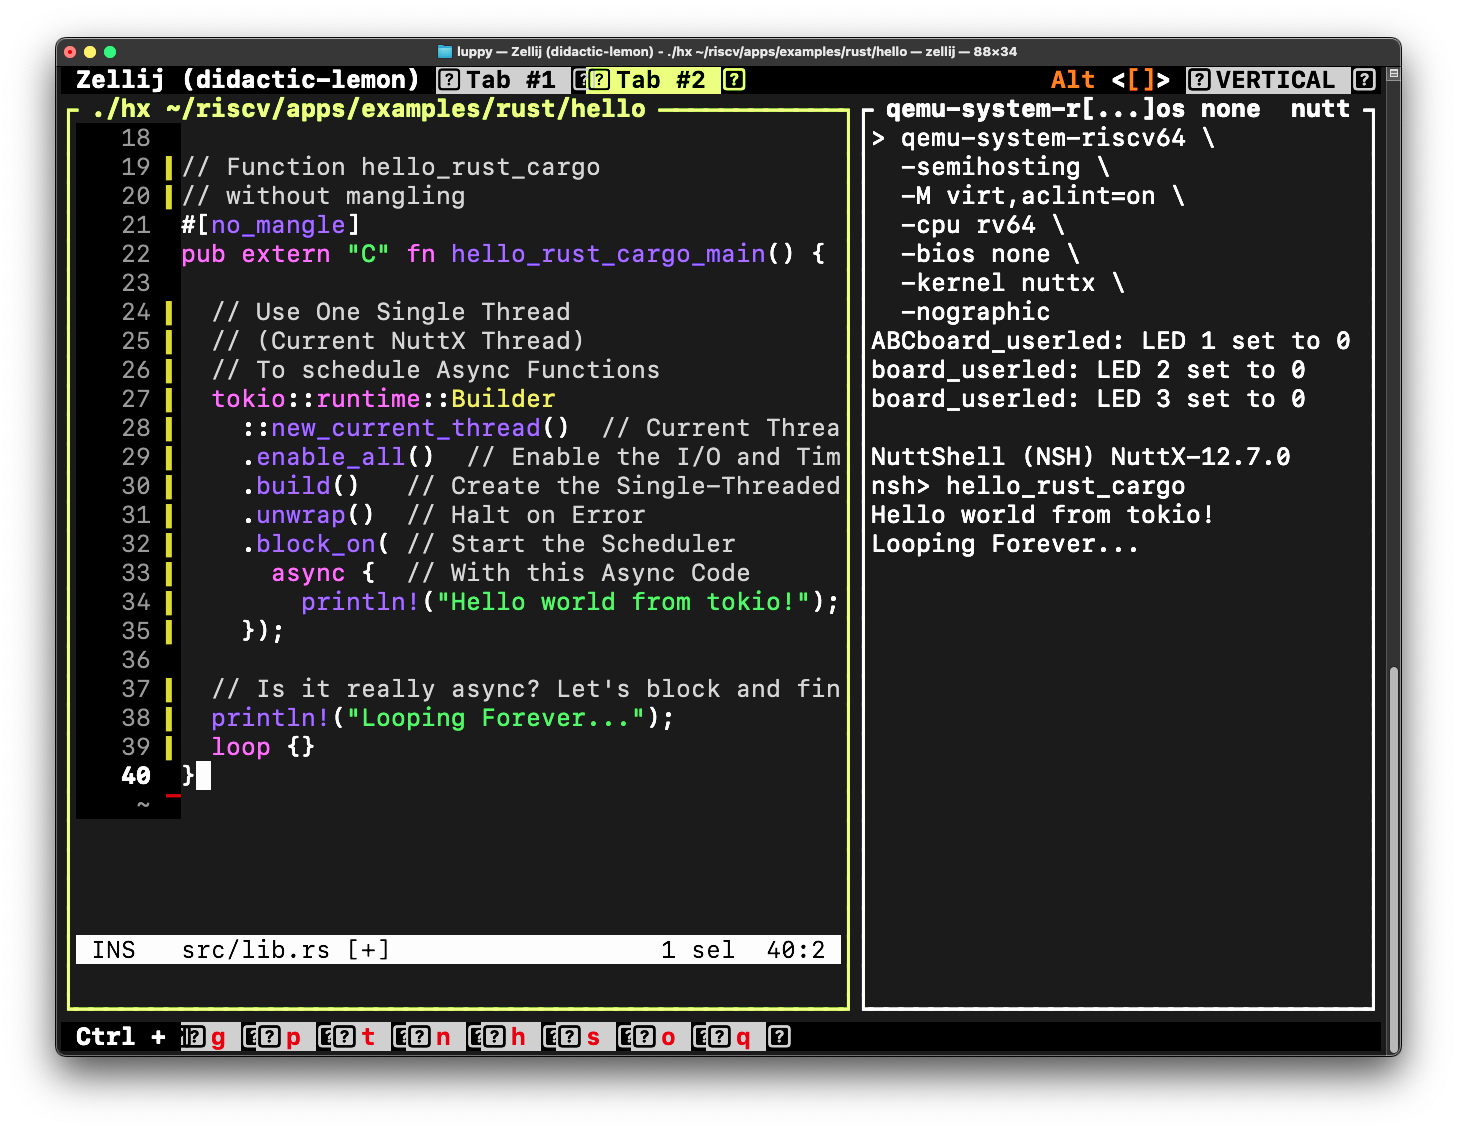 luppy — Zellij (didactic-lemon) - ./hx ~/riscv/apps/examples/rust/hello — zellij — 88×34
Zellij (didactic-lemon) Tab #1 Tab #2 Alt <[]> VERTICAL
./hx ~/riscv/apps/examples/rust/hello
18
19 // Function hello_rust_cargo
20 // without mangling
21 #[no_mangle]
22 pub extern "C" fn hello_rust_cargo_main() {
23
24 // Use One Single Thread
25 // (Current NuttX Thread)
26 // To schedule Async Functions
27 tokio::runtime::Builder
28 ::new_current_thread() // Current Threa
29 .enable_all() // Enable the I/O and Tim
30 .build() // Create the Single-Threaded
31 .unwrap() // Halt on Error
32 .block_on( // Start the Scheduler
33 async { // With this Async Code
34 println!("Hello world from tokio!");
35 });
36
37 // Is it really async? Let's block and fin
38 println!("Looping Forever...");
39 loop {}
40 }
~
INS src/lib.rs [+] 1 sel 40:2
qemu-system-r[...]os none nutt
> qemu-system-riscv64 \
-semihosting \
-M virt,aclint=on \
-cpu rv64 \
-bios none \
-kernel nuttx \
-nographic
ABCboard_userled: LED 1 set to 0
board_userled: LED 2 set to 0
board_userled: LED 3 set to 0
NuttShell (NSH) NuttX-12.7.0
nsh> hello_rust_cargo
Hello world from tokio!
Looping Forever...
Ctrl + g p t n h s o q